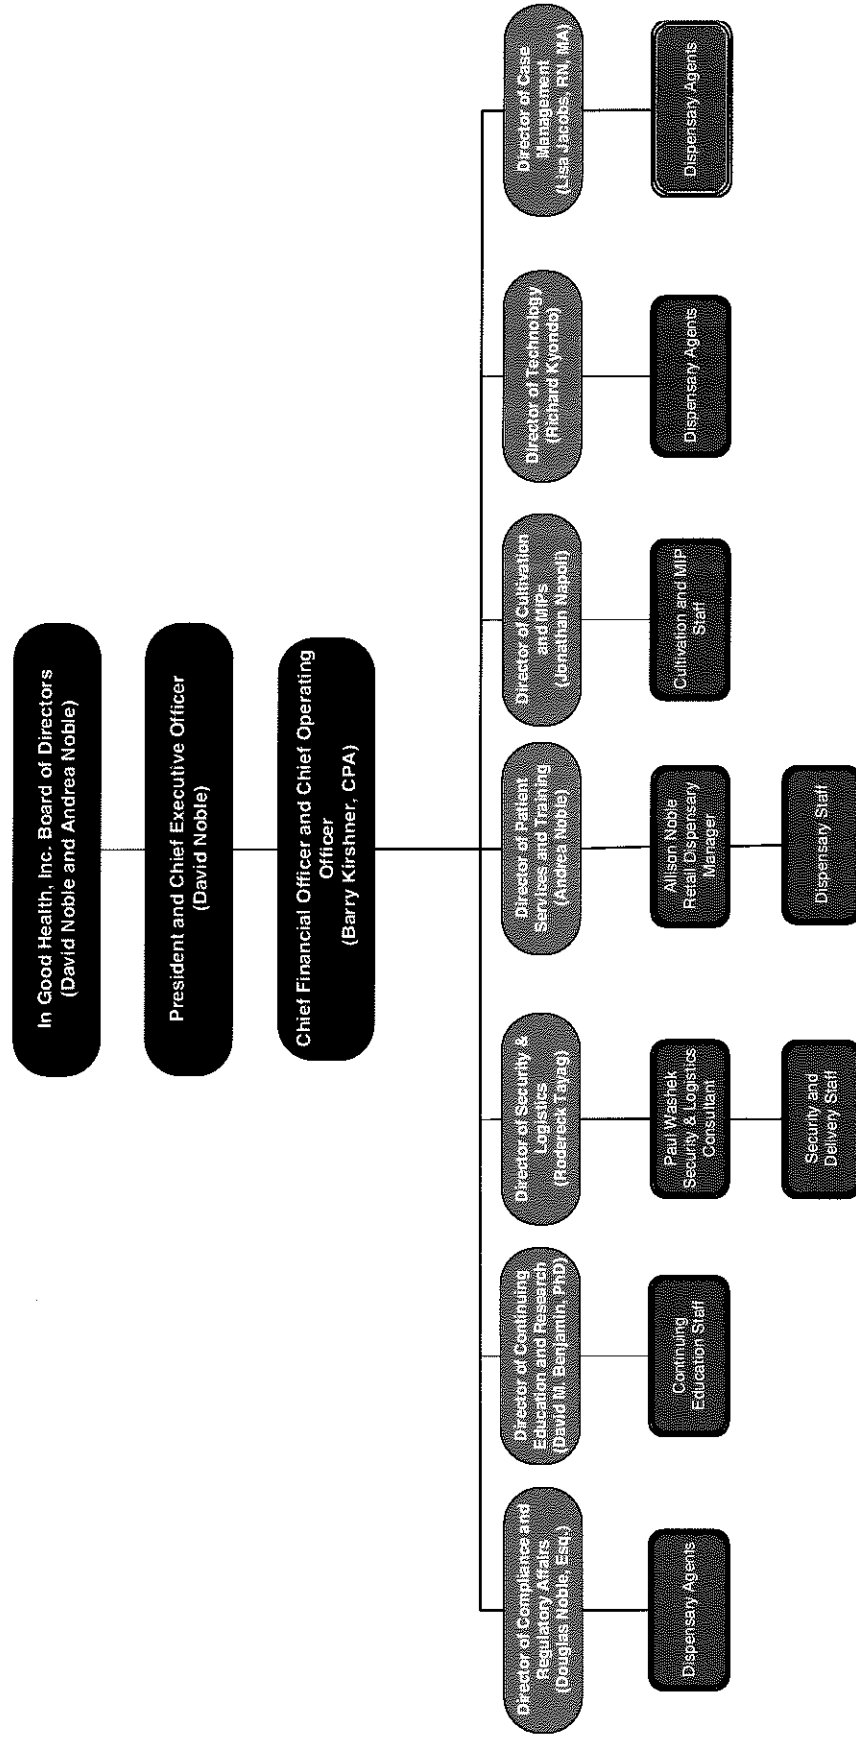 In Good Health, Inc. Board of Directors
(David Noble and Andrea Noble)
President and Chief Executive Officer
(David Noble)
Chief Financial Officer and Chief Operating
Officer
(Barry Kirshner, CPA)
Director of Compliance and
Regulatory Affairs
(Douglas Noble, Esq.)
Dispensary Agents
Director of Continuing
Education and Research
(David M. Benjamin, PhD)
Continuing
Education Staff
Director of Security &
Logistics
(Rodereck Tayag)
Paul Washek
Security & Logistics
Consultant
Security and
Delivery Staff
Director of Patient
Services and Training
(Andrea Noble)
Allison Noble
Retail Dispensary
Manager
Dispensary Staff
Director of Cultivation
and MIPs
(Jonathan Napoli)
Cultivation and MIP
Staff
Director of Technology
(Richard Kyondo)
Dispensary Agents
Director of Case
Management
(Lisa Jacobs, RN, MA)
Dispensary Agents